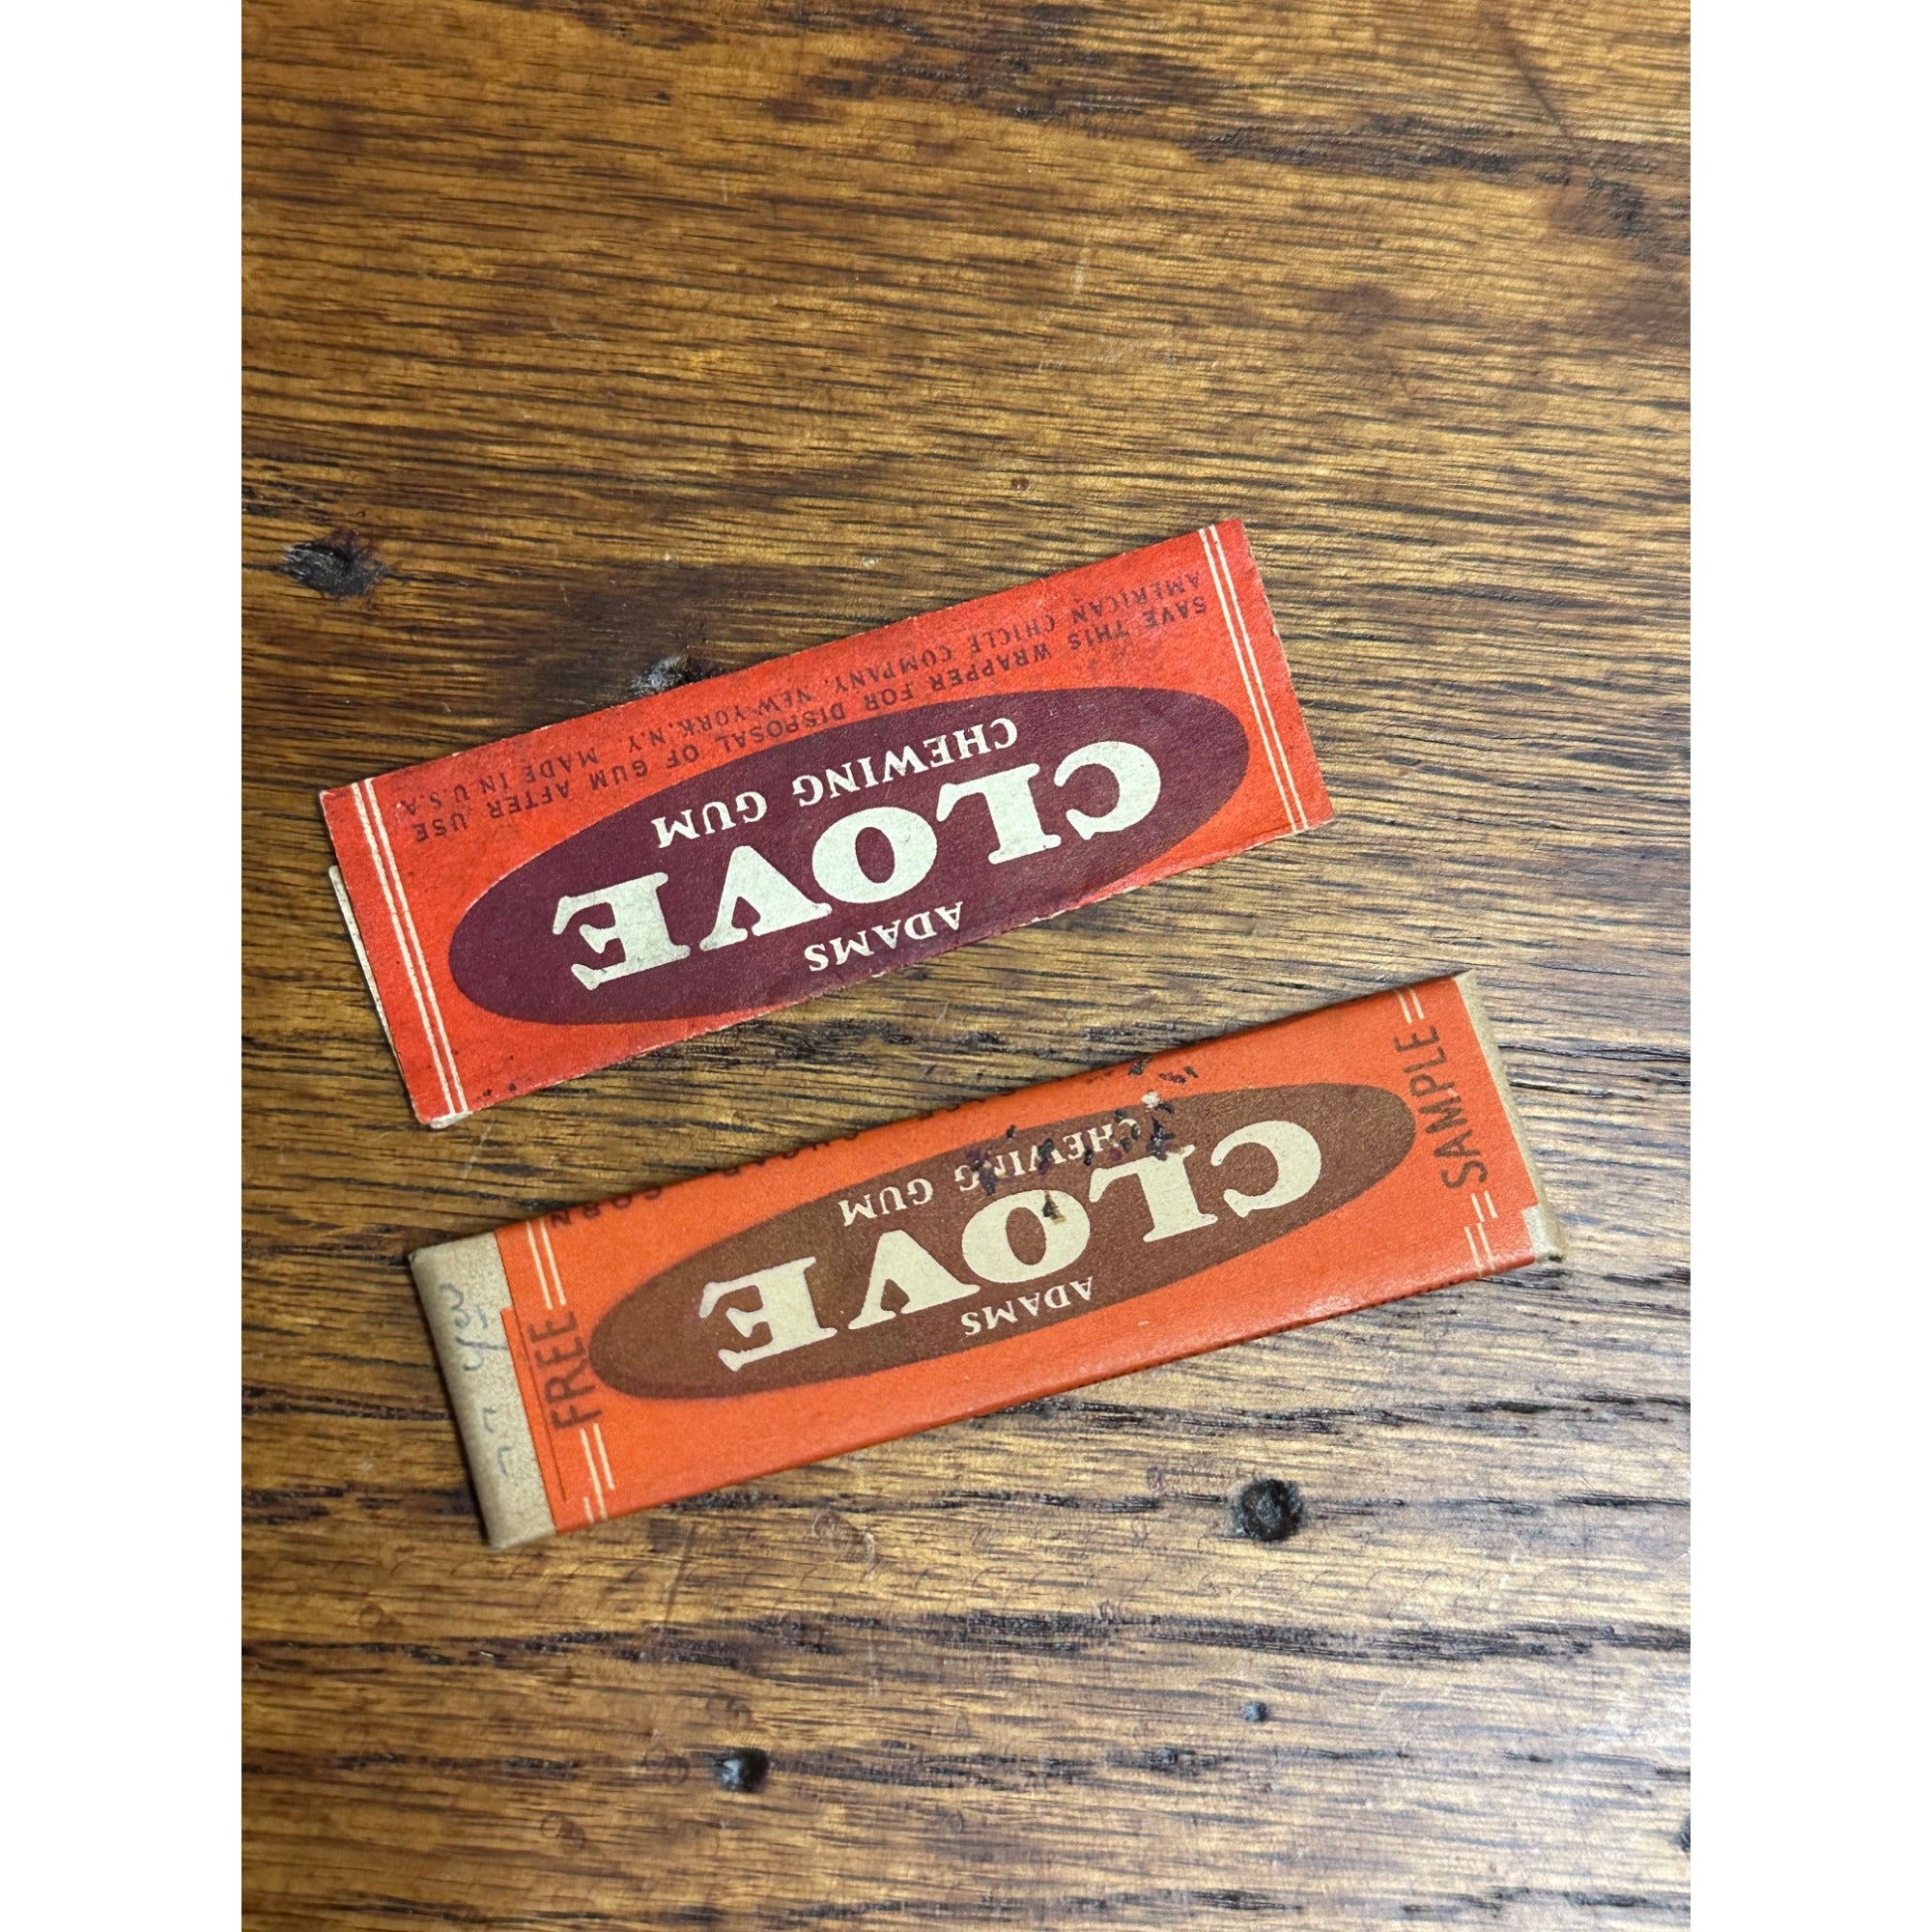 ADAMS
CLOVE
CHEWING GUM
SAVE THIS WRAPPER FOR DISPOSAL OF GUM AFTER USE
AMERICAN CHICLE COMPANY, NEW YORK, N.Y. MADE IN U.S.A.
FREE
SAMPLE
ADAMS
CLOVE
CHEWING GUM
CORN